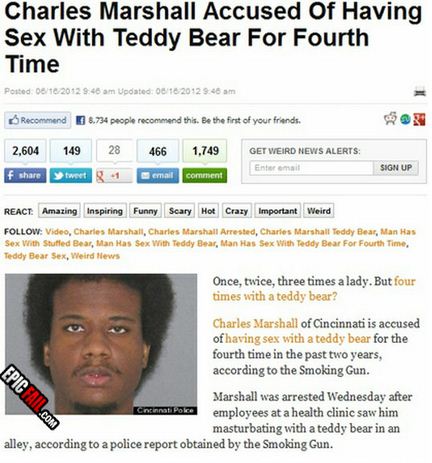 Charles Marshall Accused Of Having
Sex With Teddy Bear For Fourth
Time
Posted: 06/16/2012 9:46 am Updated: 06/16/2012 9:46 am
Recommend 8,734 people recommend this. Be the first of your friends.
2,604 149 28 466 1,749
share tweet +1 email comment
GET WEIRD NEWS ALERTS:
Enter email SIGN UP
REACT: Amazing Inspiring Funny Scary Hot Crazy Important Weird
FOLLOW: Video, Charles Marshall, Charles Marshall Arrested, Charles Marshall Teddy Bear, Man Has
Sex With Stuffed Bear, Man Has Sex With Teddy Bear, Man Has Sex With Teddy Bear For Fourth Time,
Teddy Bear Sex, Weird News
Once, twice, three times a lady. But four
times with a teddy bear?
Charles Marshall of Cincinnati is accused
of having sex with a teddy bear for the
fourth time in the past two years,
according to the Smoking Gun.
Marshall was arrested Wednesday after
employees at a health clinic saw him
masturbating with a teddy bear in an
alley, according to a police report obtained by the Smoking Gun.
EPIC FAIL.COM
Cincinnati Police